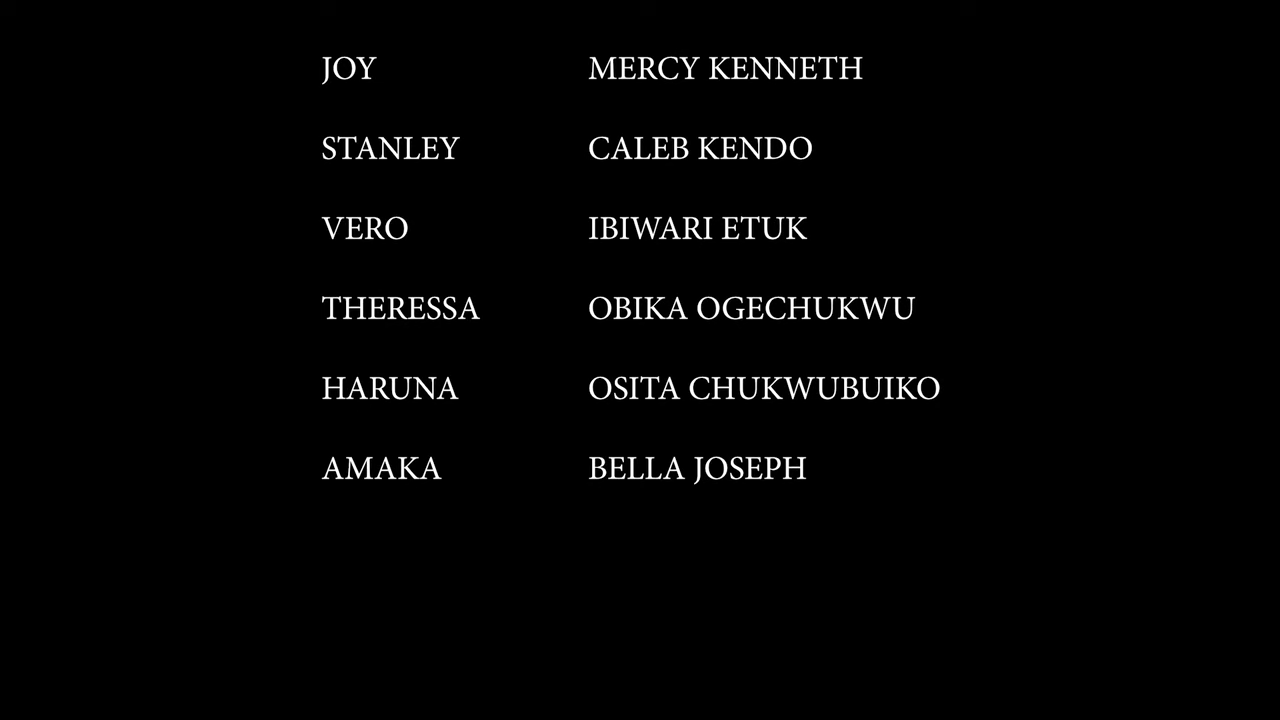 JOY MERCY KENNETH
STANLEY CALEB KENDO
VERO IBIWARI ETUK
THERESSA OBIKA OGECHUKWU
HARUNA OSITA CHUKWUBUIKO
AMAKA BELLA JOSEPH